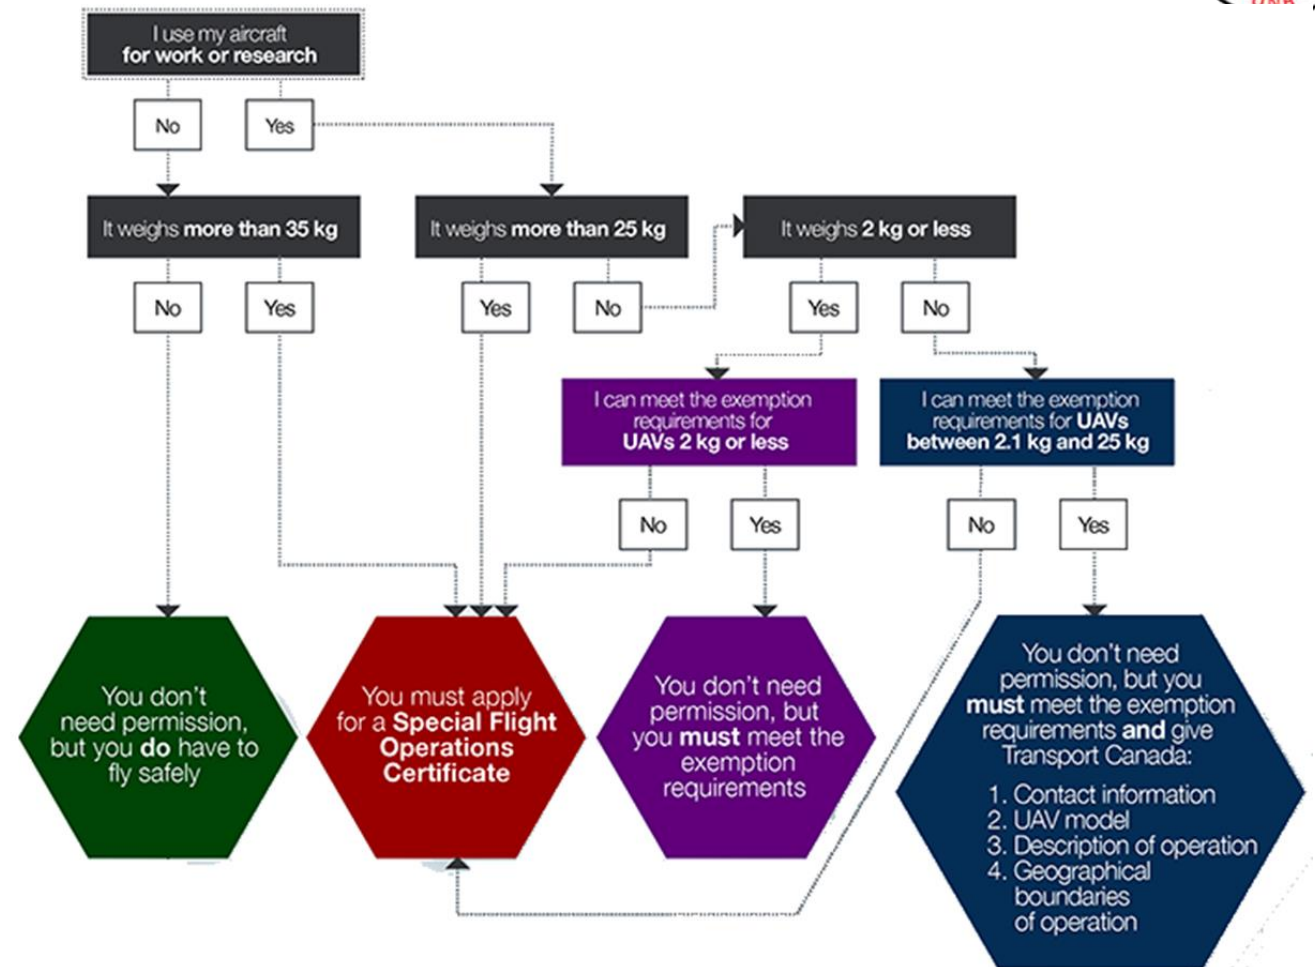 I use my aircraft
for work or research
No
Yes
It weighs more than 35 kg
It weighs more than 25 kg
It weighs 2 kg or less
No
Yes
Yes
No
Yes
No
I can meet the exemption
requirements for
UAVs 2 kg or less
I can meet the exemption
requirements for UAVs
between 2.1 kg and 25 kg
No
Yes
No
Yes
You don't
need permission,
but you do have to
fly safely
You must apply
for a Special Flight
Operations
Certificate
You don't need
permission, but
you must meet the
exemption
requirements
You don't need
permission, but you
must meet the exemption
requirements and give
Transport Canada:
1. Contact information
2. UAV model
3. Description of operation
4. Geographical
boundaries
of operation